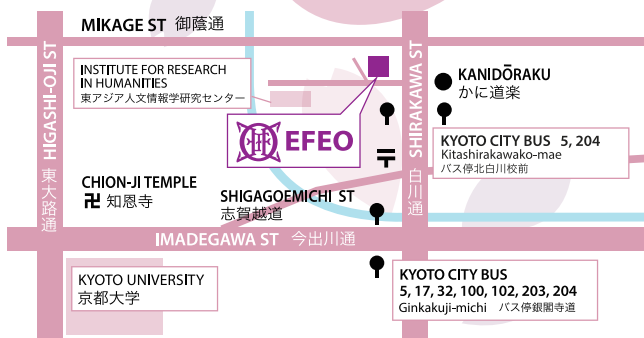 MIKAGE ST 御蔭通
HIGASHI-OJI ST 東大路通
INSTITUTE FOR RESEARCH
IN HUMANITIES
東アジア人文情報学研究センター
EFEO
SHIRAKAWA ST 白川通
KANIDŌRAKU
かに道楽
KYOTO CITY BUS 5, 204
Kitashirakawako-mae
バス停北白川校前
CHION-JI TEMPLE
卍 知恩寺
SHIGAGOEMICHI ST
志賀越道
IMADEGAWA ST 今出川通
KYOTO UNIVERSITY
京都大学
KYOTO CITY BUS
5, 17, 32, 100, 102, 203, 204
Ginkakuji-michi バス停銀閣寺道